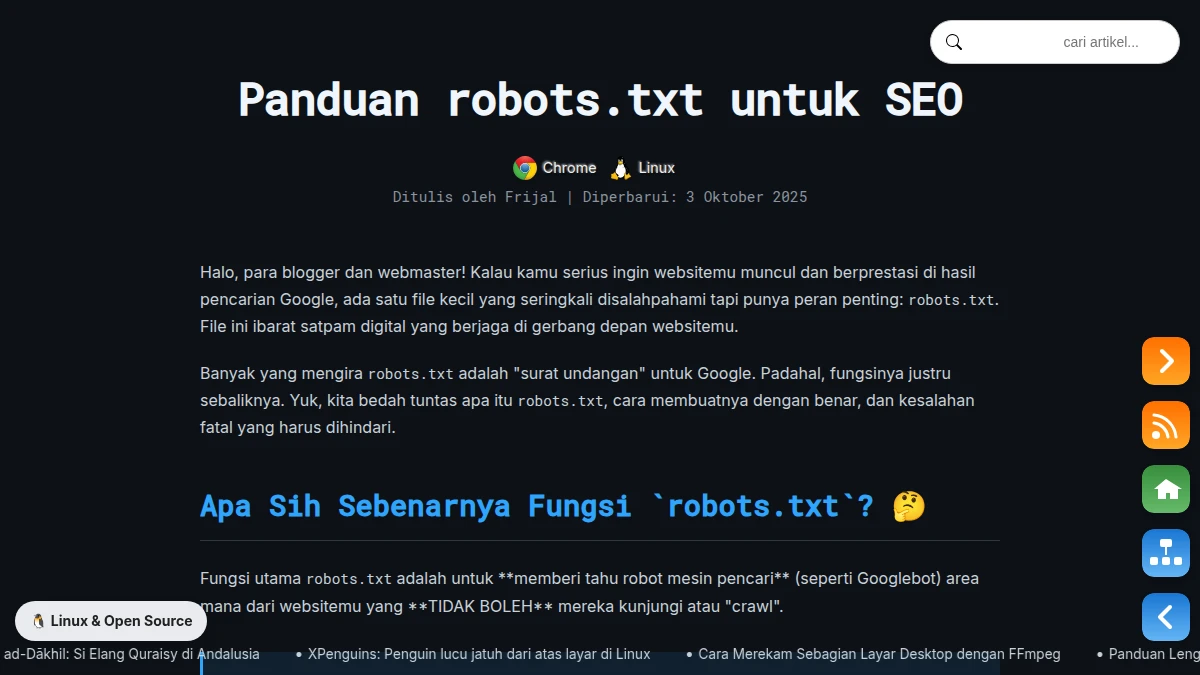 cari artikel...
Panduan robots.txt untuk SEO
Chrome Linux
Ditulis oleh Frijal | Diperbarui: 3 Oktober 2025
Halo, para blogger dan webmaster! Kalau kamu serius ingin websitemu muncul dan berprestasi di hasil
pencarian Google, ada satu file kecil yang seringkali disalahpahami tapi punya peran penting: robots.txt.
File ini ibarat satpam digital yang berjaga di gerbang depan websitemu.
Banyak yang mengira robots.txt adalah "surat undangan" untuk Google. Padahal, fungsinya justru
sebaliknya. Yuk, kita bedah tuntas apa itu robots.txt, cara membuatnya dengan benar, dan kesalahan
fatal yang harus dihindari.
Apa Sih Sebenarnya Fungsi `robots.txt`? 🤔
Fungsi utama robots.txt adalah untuk **memberi tahu robot mesin pencari** (seperti Googlebot) area
mana dari websitemu yang **TIDAK BOLEH** mereka kunjungi atau "crawl".
🐧 Linux & Open Source
ad-Dākhil: Si Elang Quraisy di Andalusia • XPenguins: Penguin lucu jatuh dari atas layar di Linux • Cara Merekam Sebagian Layar Desktop dengan FFmpeg • Panduan Leng